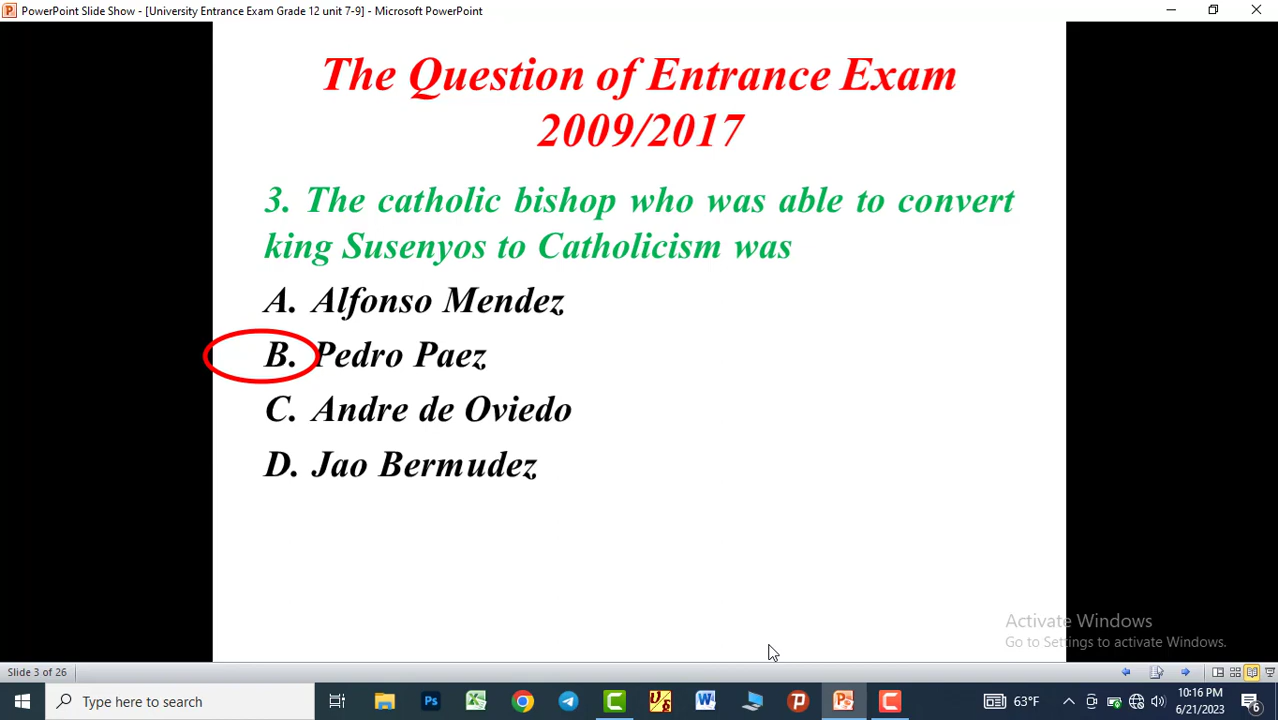 PowerPoint Slide Show - [University Entrance Exam Grade 12 unit 7-9] - Microsoft PowerPoint
The Question of Entrance Exam
2009/2017
3. The catholic bishop who was able to convert
king Susenyos to Catholicism was
A. Alfonso Mendez
B. Pedro Paez
C. Andre de Oviedo
D. Jao Bermudez
Activate Windows
Go to Settings to activate Windows.
Slide 3 of 26
Type here to search
63°F
10:16 PM
6/21/2023
6